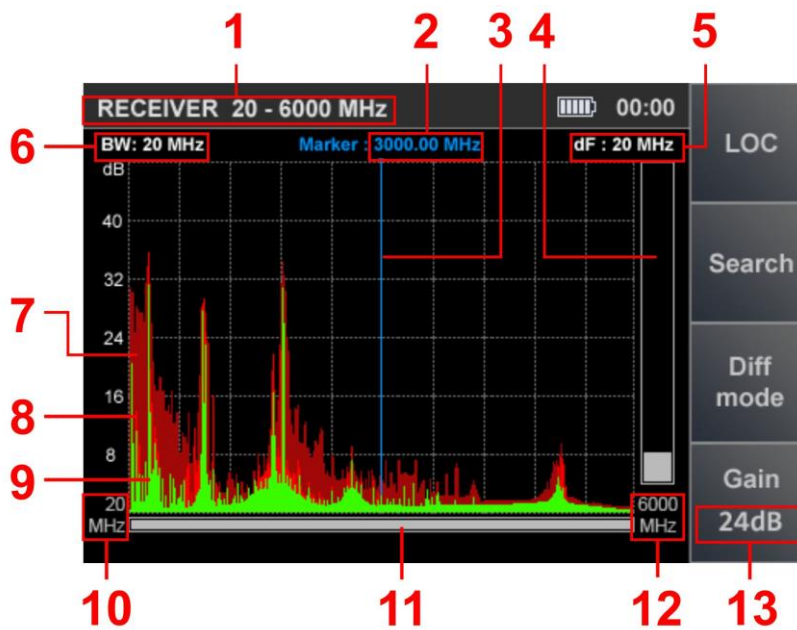 1 2 3 4 5
RECEIVER 20 - 6000 MHz 00:00
6 BW: 20 MHz Marker : 3000.00 MHz dF : 20 MHz LOC
dB
40
32 Search
7 24
Diff
mode
16
8
8
9 Gain
20 6000
MHz MHz 24dB
10 11 12 13